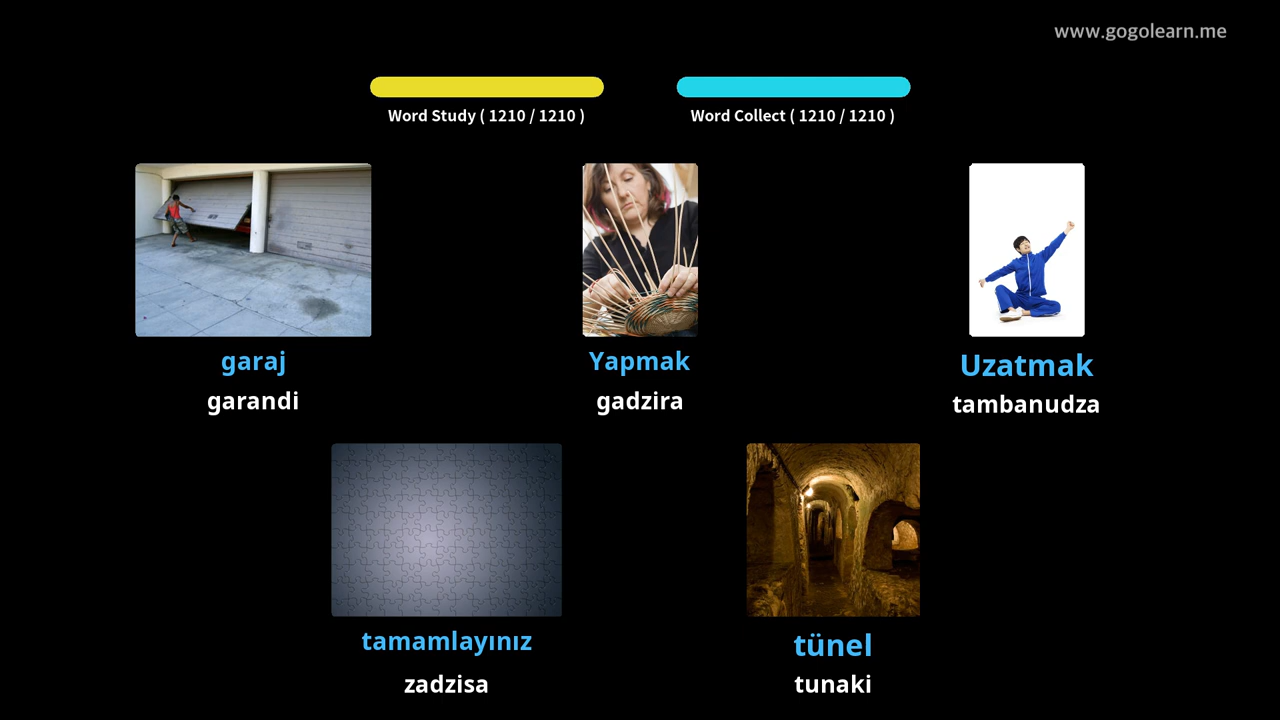 www.gogolearn.me
Word Study ( 1210 / 1210 )
Word Collect ( 1210 / 1210 )
garaj
garandi
Yapmak
gadzira
Uzatmak
tambanudza
tamamlayınız
zadzisa
tünel
tunaki